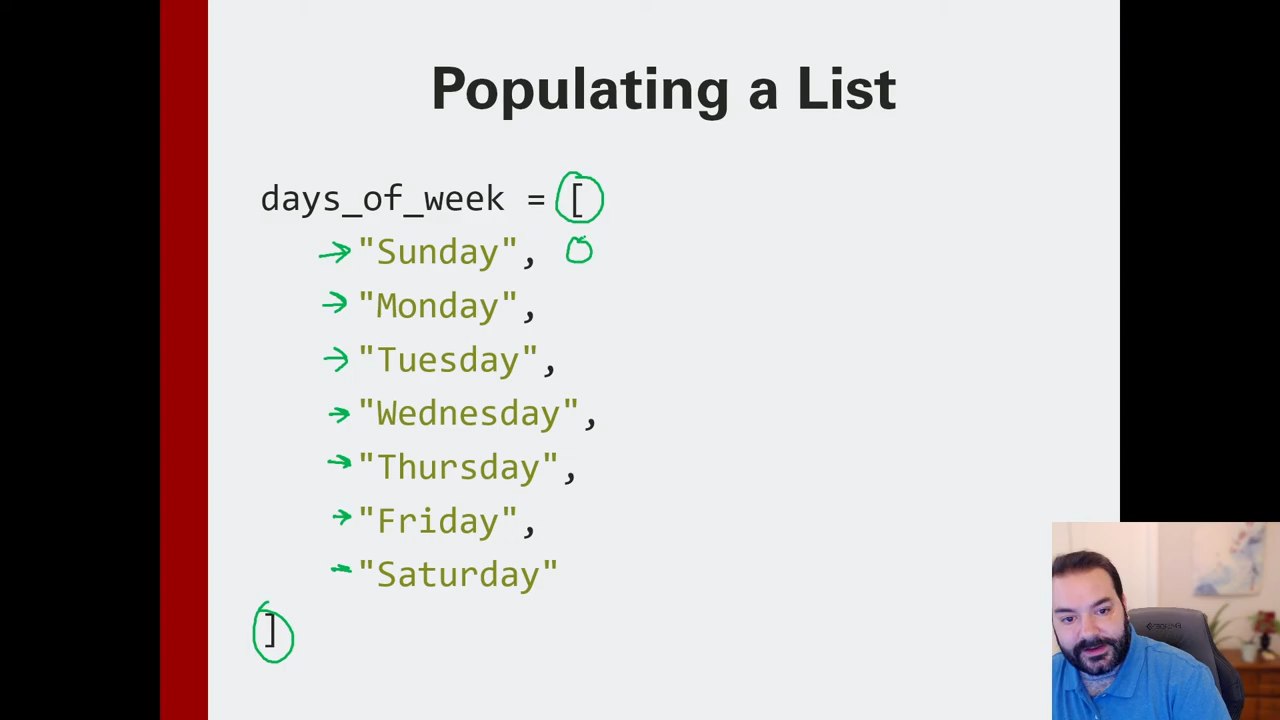 Populating a List
days_of_week = [
"Sunday", 0
"Monday",
"Tuesday",
"Wednesday",
"Thursday",
"Friday",
"Saturday"
]